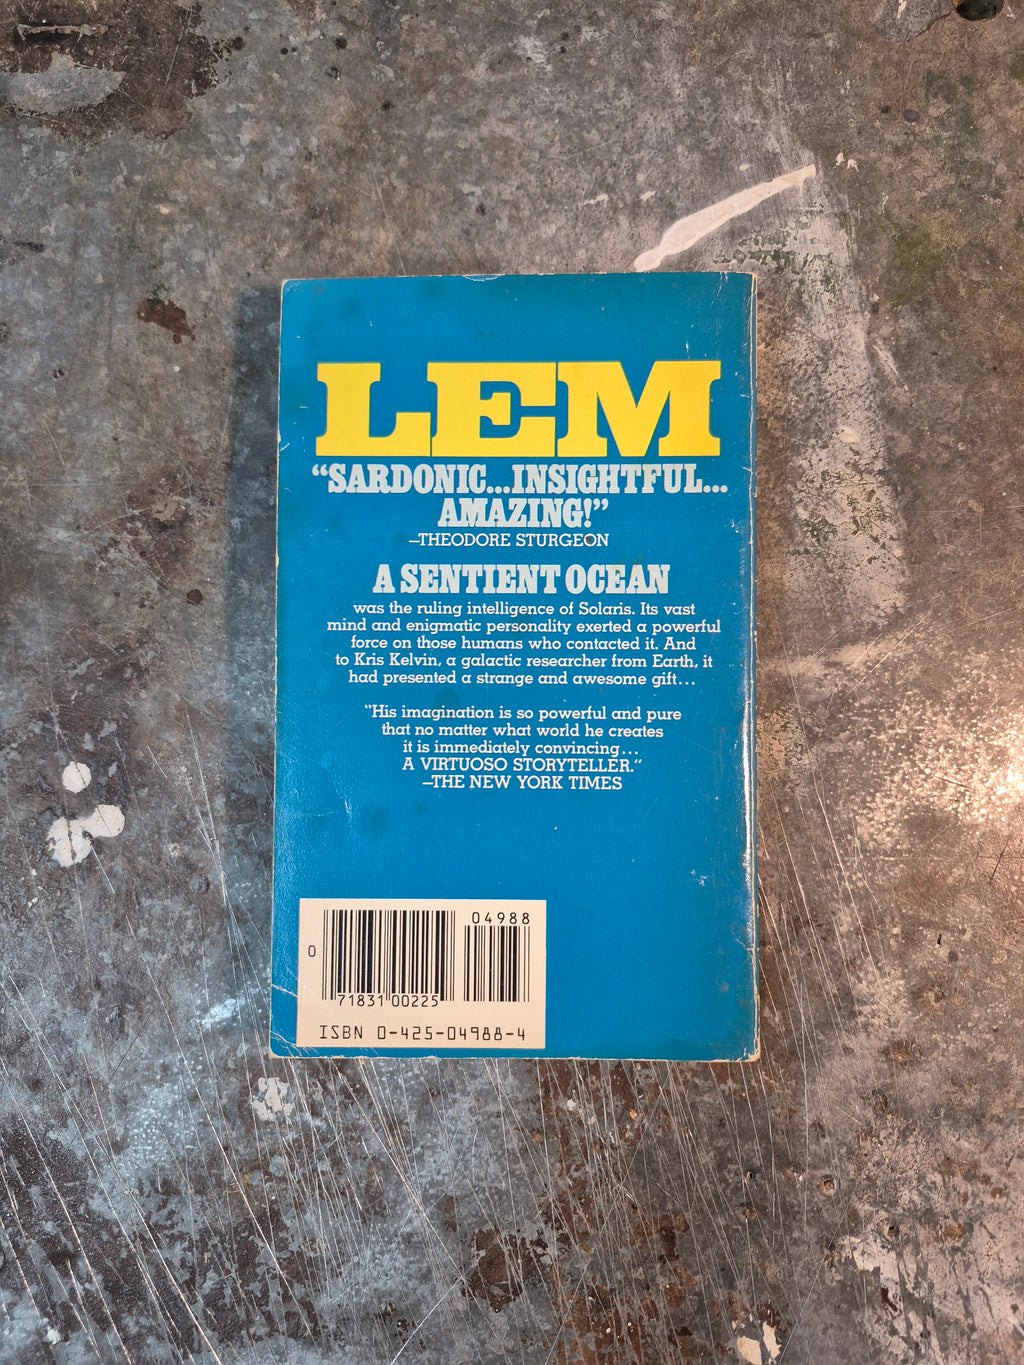 LEM
“SARDONIC...INSIGHTFUL...
AMAZING!”
—THEODORE STURGEON
A SENTIENT OCEAN
was the ruling intelligence of Solaris. Its vast
mind and enigmatic personality exerted a powerful
force on those humans who contacted it. And
to Kris Kelvin, a galactic researcher from Earth, it
had presented a strange and awesome gift...
“His imagination is so powerful and pure
that no matter what world he creates
it is immediately convincing...
A VIRTUOSO STORYTELLER.”
—THE NEW YORK TIMES
04988
0
71831 00225
ISBN 0-425-04988-4